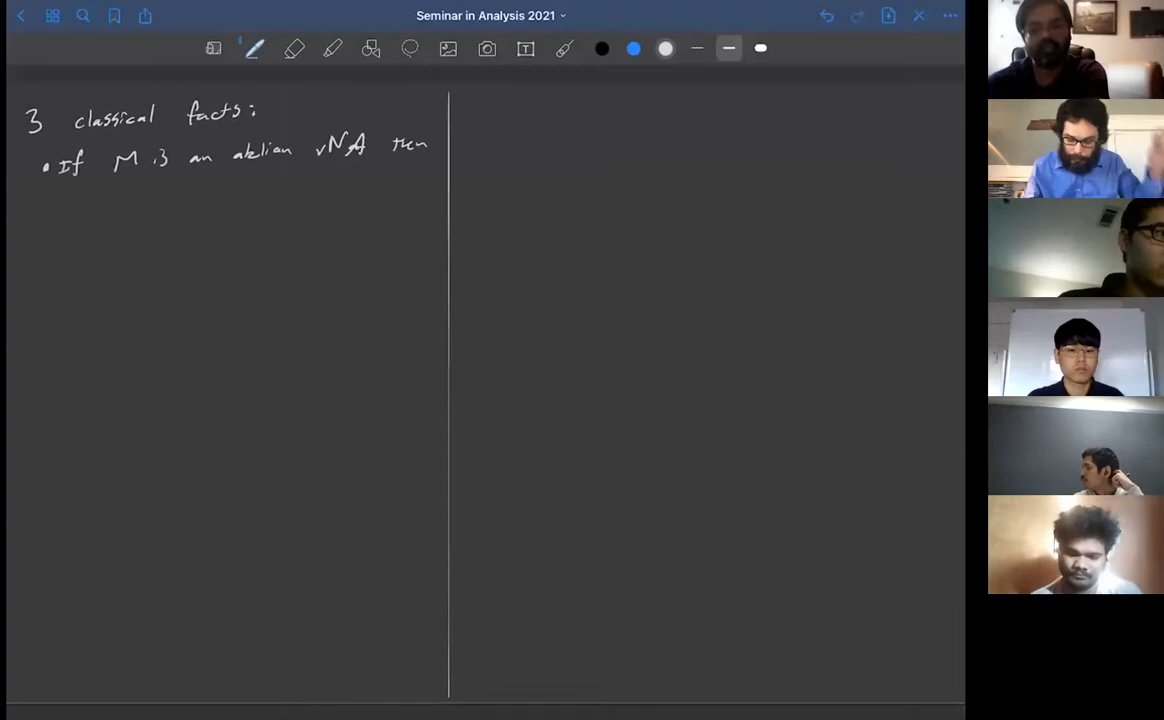 Seminar in Analysis 2021
3 classical facts:
• If M is an abelian vNA then